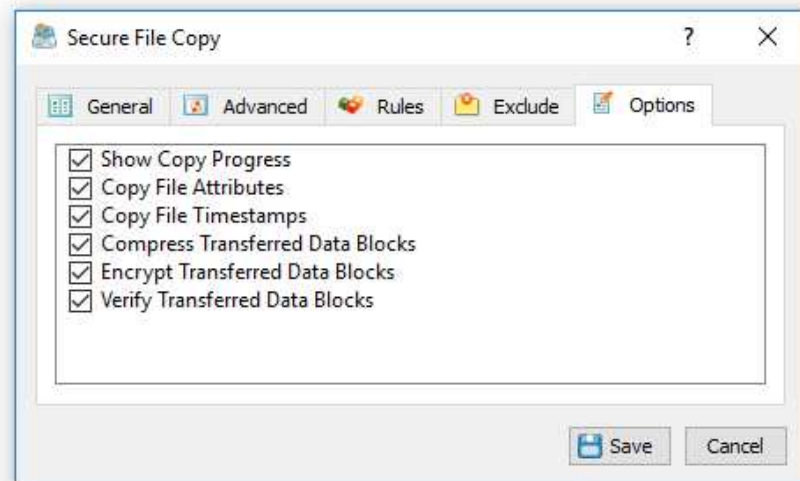 Secure File Copy ?
General Advanced Rules Exclude Options
Show Copy Progress
Copy File Attributes
Copy File Timestamps
Compress Transferred Data Blocks
Encrypt Transferred Data Blocks
Verify Transferred Data Blocks
Save Cancel